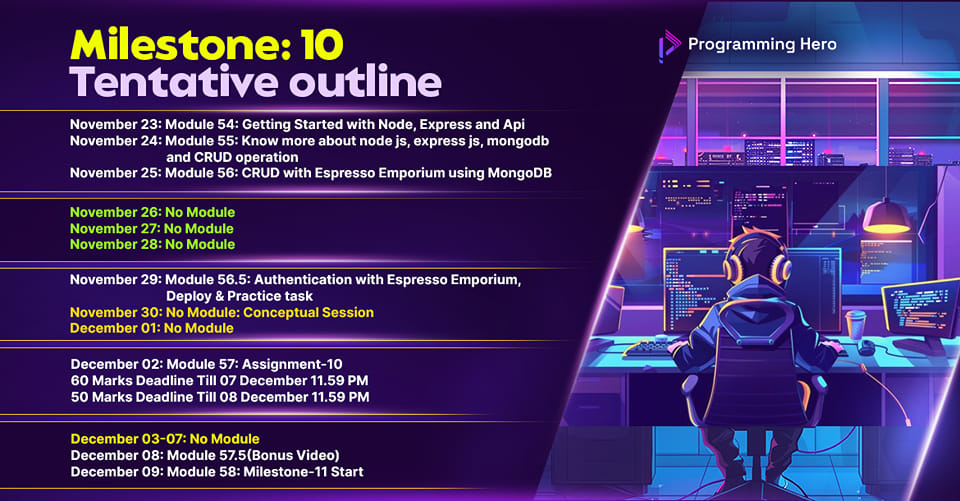 Milestone: 10
Tentative outline
Programming Hero
November 23: Module 54: Getting Started with Node, Express and Api
November 24: Module 55: Know more about node js, express js, mongodb
and CRUD operation
November 25: Module 56: CRUD with Espresso Emporium using MongoDB
November 26: No Module
November 27: No Module
November 28: No Module
November 29: Module 56.5: Authentication with Espresso Emporium,
Deploy & Practice task
November 30: No Module: Conceptual Session
December 01: No Module
December 02: Module 57: Assignment-10
60 Marks Deadline Till 07 December 11.59 PM
50 Marks Deadline Till 08 December 11.59 PM
December 03-07: No Module
December 08: Module 57.5(Bonus Video)
December 09: Module 58: Milestone-11 Start